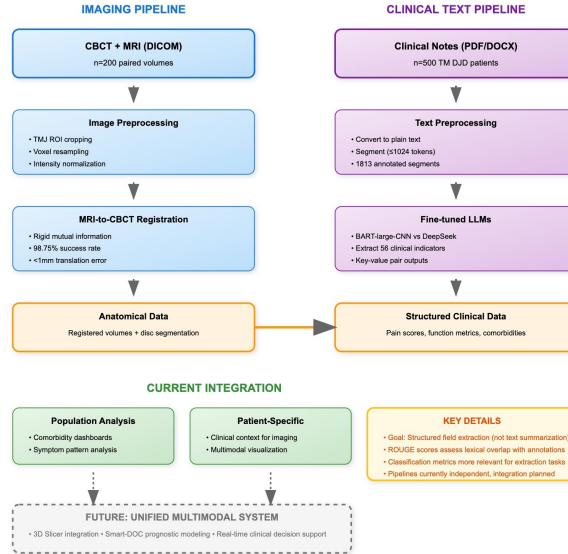 IMAGING PIPELINE
CBCT + MRI (DICOM)
n=200 paired volumes
Image Preprocessing
• TMJ ROI cropping
• Voxel resampling
• Intensity normalization
MRI-to-CBCT Registration
• Rigid mutual information
• 98.75% success rate
• <1mm translation error
Anatomical Data
Registered volumes + disc segmentation
CLINICAL TEXT PIPELINE
Clinical Notes (PDF/DOCX)
n=500 TM DJD patients
Text Preprocessing
• Convert to plain text
• Segment (≤1024 tokens)
• 1813 annotated segments
Fine-tuned LLMs
• BART-large-CNN vs DeepSeek
• Extract 56 clinical indicators
• Key-value pair outputs
Structured Clinical Data
Pain scores, function metrics, comorbidities
CURRENT INTEGRATION
Population Analysis
• Comorbidity dashboards
• Symptom pattern analysis
Patient-Specific
• Clinical context for imaging
• Multimodal visualization
KEY DETAILS
• Goal: Structured field extraction (not text summarization)
• ROUGE scores assess lexical overlap with annotations
• Classification metrics more relevant for extraction tasks
• Pipelines currently independent, integration planned
FUTURE: UNIFIED MULTIMODAL SYSTEM
• 3D Slicer integration • Smart-DOC prognostic modeling • Real-time clinical decision support